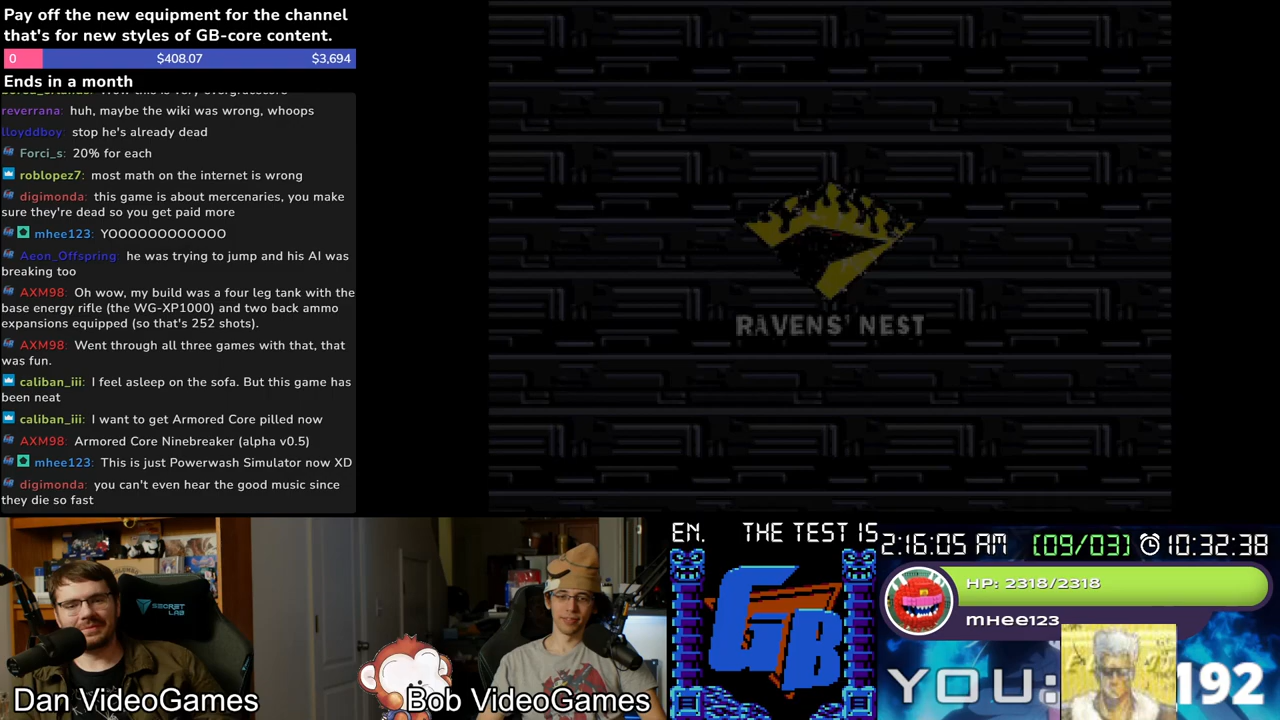 Pay off the new equipment for the channel
that's for new styles of GB-core content.
0 $408.07 $3,694
Ends in a month
reverrana: huh, maybe the wiki was wrong, whoops
lloyddboy: stop he's already dead
Forci_s: 20% for each
roblopez7: most math on the internet is wrong
digimonda: this game is about mercenaries, you make
sure they're dead so you get paid more
mhee123: YOOOOOOOOOOOO
Aeon_Offspring: he was trying to jump and his AI was
breaking too
AXM98: Oh wow, my build was a four leg tank with the
base energy rifle (the WG-XP1000) and two back ammo
expansions equipped (so that's 252 shots).
AXM98: Went through all three games with that, that
was fun.
caliban_iii: I feel asleep on the sofa. But this game has
been neat
caliban_iii: I want to get Armored Core pilled now
AXM98: Armored Core Ninebreaker (alpha v0.5)
mhee123: This is just Powerwash Simulator now XD
digimonda: you can't even hear the good music since
they die so fast
RAVENS' NEST
SECRET
LAB
Dan VideoGames
Bob VideoGames
EN. THE TEST IS
GB
2:16:05 AM [09/03] 10:32:38
HP: 2318/2318
mHee123
YOU: 192